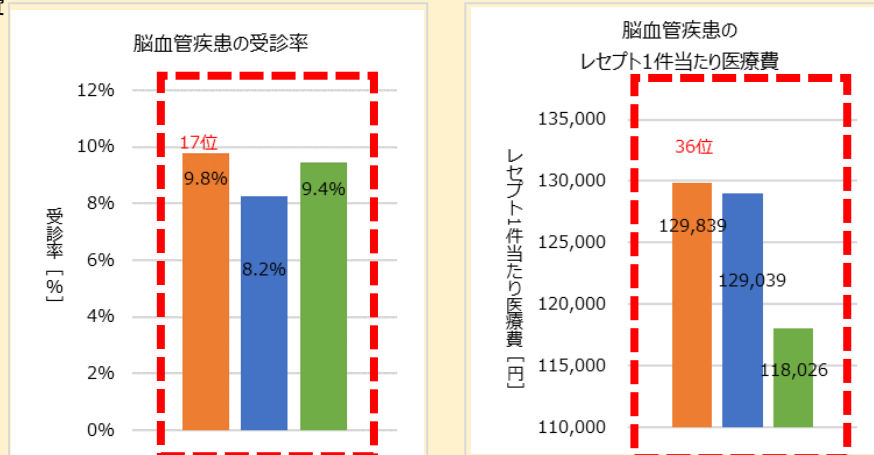 脳血管疾患の受診率
12%
10%
8%
6%
4%
2%
0%
受診率［%］
17位
9.8%
8.2%
9.4%
脳血管疾患の
レセプト1件当たり医療費
135,000
130,000
125,000
120,000
115,000
110,000
レセプト1件当たり医療費［円］
36位
129,839
129,039
118,026